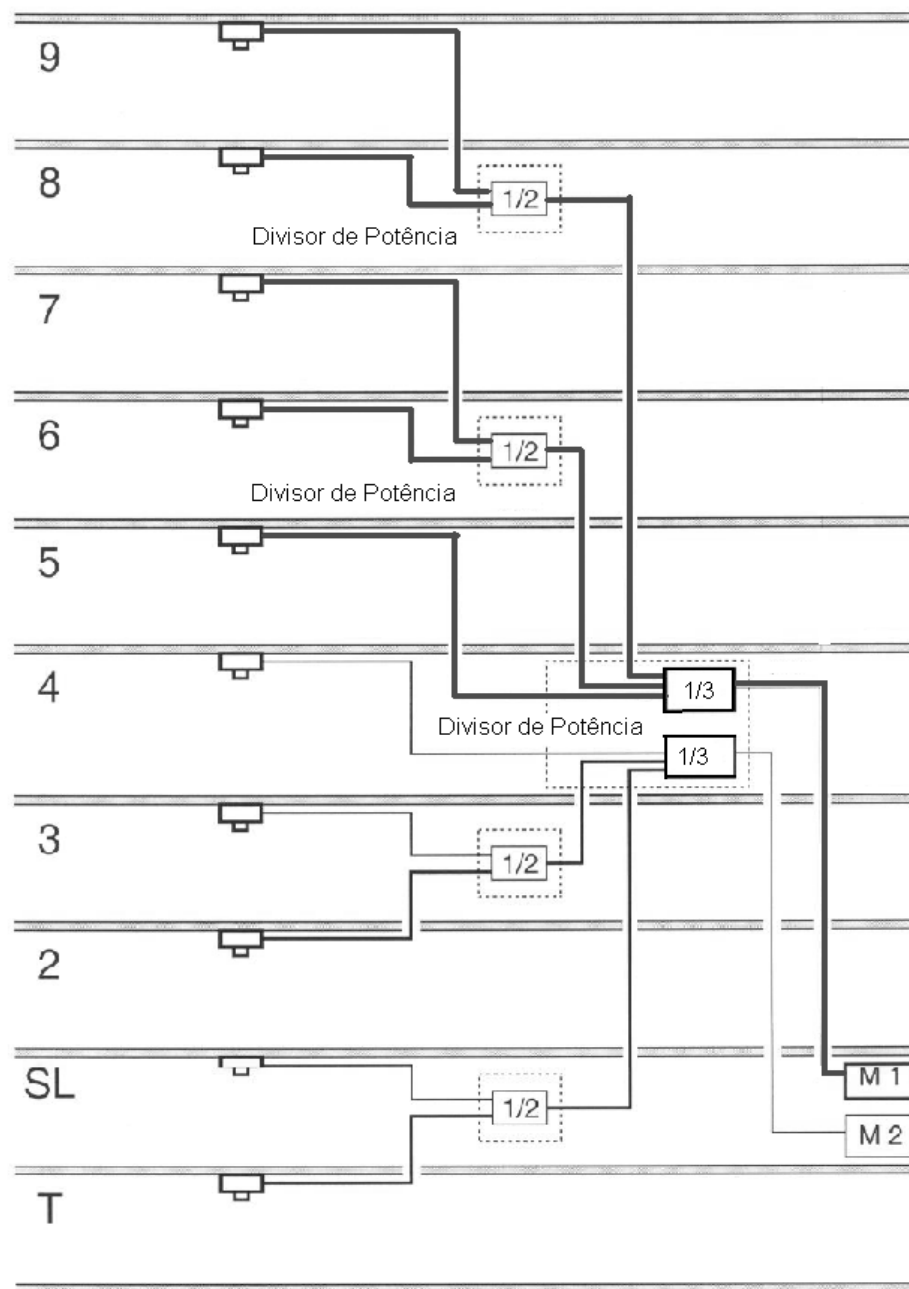 9
8
1/2
Divisor de Potência
7
6
1/2
Divisor de Potência
5
4
1/3
Divisor de Potência
1/3
3
1/2
2
SL
M 1
1/2
M 2
T